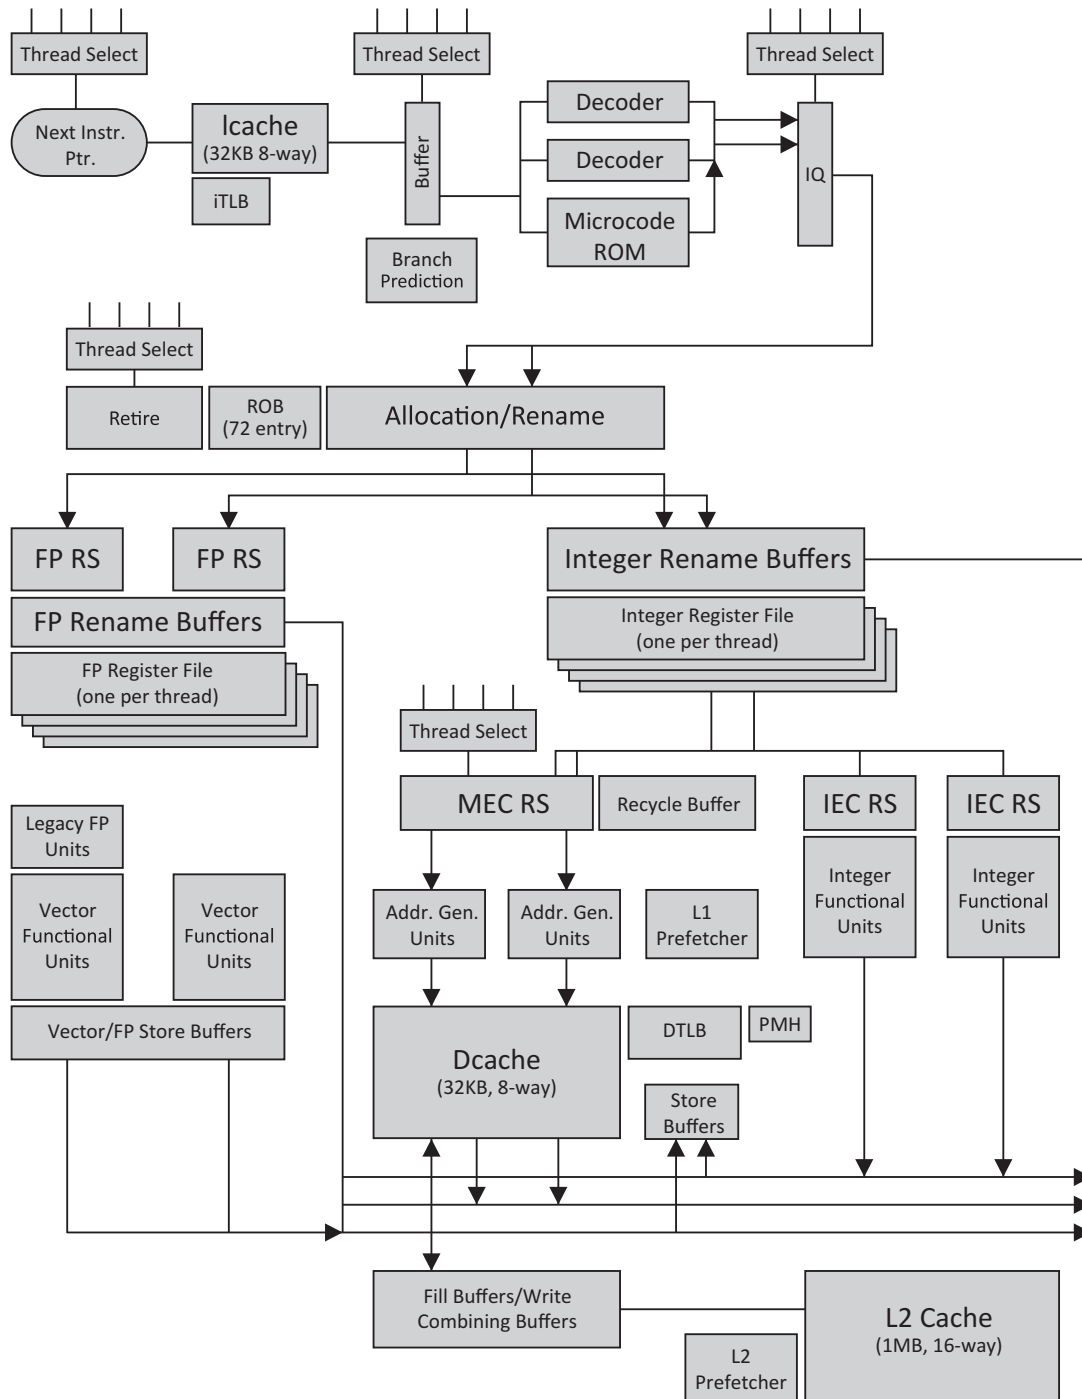 Thread Select
Thread Select
Thread Select
Next Instr.
Ptr.
Icache
(32KB 8-way)
iTLB
Buffer
Branch
Prediction
Decoder
Decoder
Microcode
ROM
IQ
Thread Select
Retire
ROB
(72 entry)
Allocation/Rename
FP RS
FP RS
FP Rename Buffers
FP Register File
(one per thread)
Integer Rename Buffers
Integer Register File
(one per thread)
Thread Select
MEC RS
Recycle Buffer
IEC RS
IEC RS
Legacy FP
Units
Vector
Functional
Units
Vector
Functional
Units
Vector/FP Store Buffers
Addr. Gen.
Units
Addr. Gen.
Units
L1
Prefetcher
Integer
Functional
Units
Integer
Functional
Units
Dcache
(32KB, 8-way)
DTLB
PMH
Store
Buffers
Fill Buffers/Write
Combining Buffers
L2
Prefetcher
L2 Cache
(1MB, 16-way)